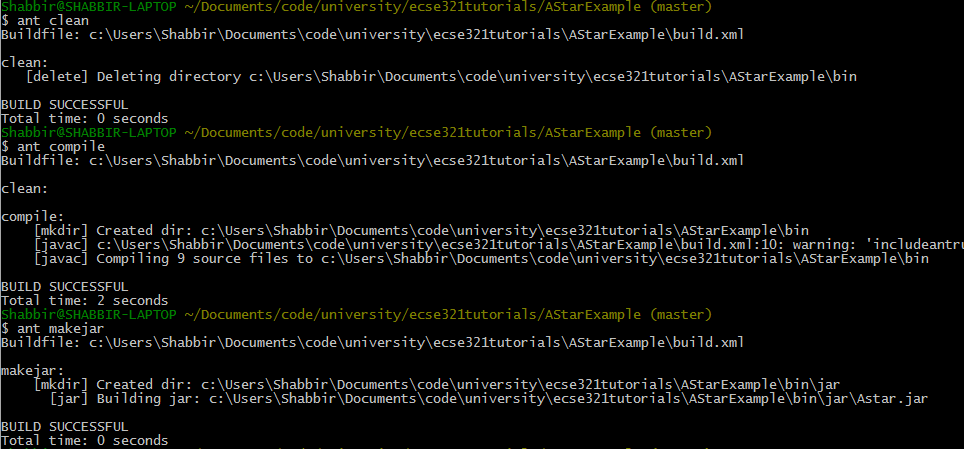 Shabbir@SHABBIR-LAPTOP ~/Documents/code/university/ecse321tutorials/AStarExample (master)
$ ant clean
Buildfile: c:\Users\Shabbir\Documents\code\university\ecse321tutorials\AStarExample\build.xml
clean:
[delete] Deleting directory c:\Users\Shabbir\Documents\code\university\ecse321tutorials\AStarExample\bin
BUILD SUCCESSFUL
Total time: 0 seconds
Shabbir@SHABBIR-LAPTOP ~/Documents/code/university/ecse321tutorials/AStarExample (master)
$ ant compile
Buildfile: c:\Users\Shabbir\Documents\code\university\ecse321tutorials\AStarExample\build.xml
clean:
compile:
[mkdir] Created dir: c:\Users\Shabbir\Documents\code\university\ecse321tutorials\AStarExample\bin
[javac] c:\Users\Shabbir\Documents\code\university\ecse321tutorials\AStarExample\build.xml:10: warning: 'includeantru
[javac] Compiling 9 source files to c:\Users\Shabbir\Documents\code\university\ecse321tutorials\AStarExample\bin
BUILD SUCCESSFUL
Total time: 2 seconds
Shabbir@SHABBIR-LAPTOP ~/Documents/code/university/ecse321tutorials/AStarExample (master)
$ ant makejar
Buildfile: c:\Users\Shabbir\Documents\code\university\ecse321tutorials\AStarExample\build.xml
makejar:
[mkdir] Created dir: c:\Users\Shabbir\Documents\code\university\ecse321tutorials\AStarExample\bin\jar
[jar] Building jar: c:\Users\Shabbir\Documents\code\university\ecse321tutorials\AStarExample\bin\jar\Astar.jar
BUILD SUCCESSFUL
Total time: 0 seconds